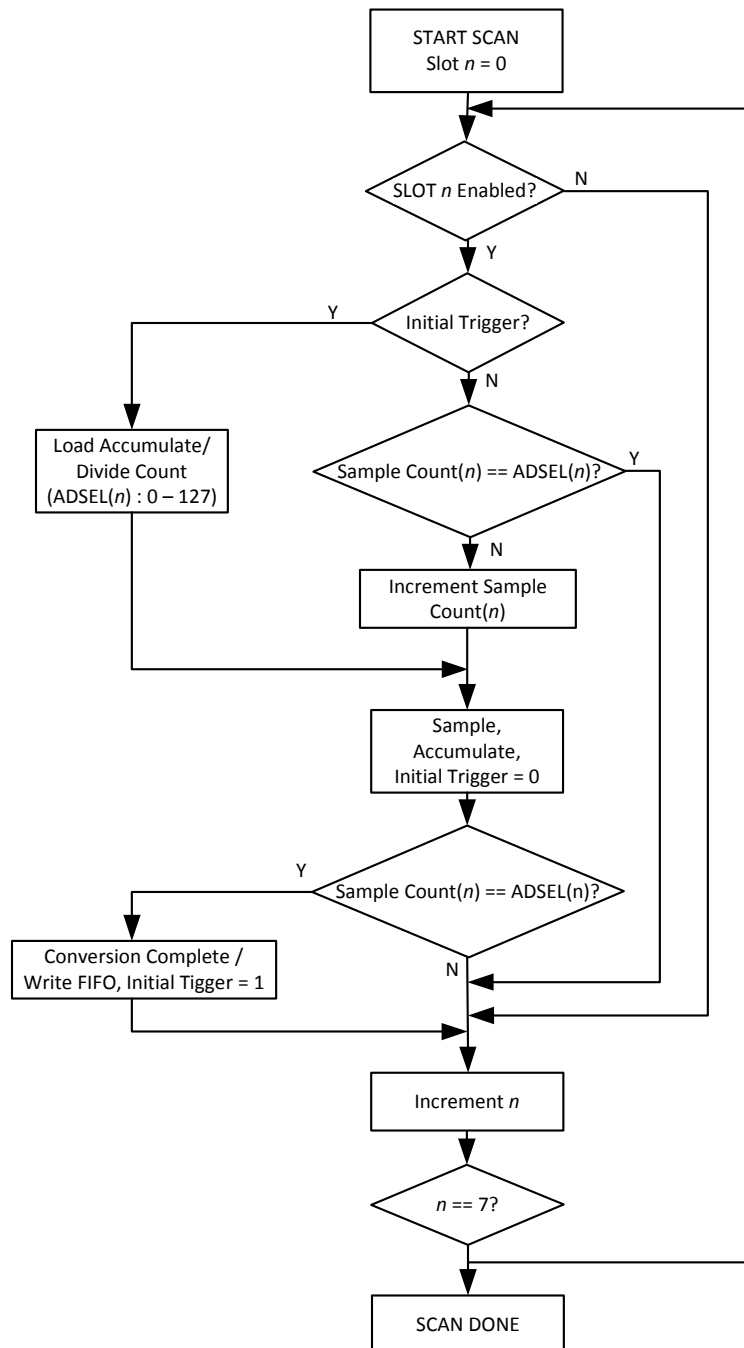 START SCAN
Slot n = 0
SLOT n Enabled?
N
Y
Y
Initial Trigger?
N
Load Accumulate/
Divide Count
(ADSEL(n) : 0 – 127)
Sample Count(n) == ADSEL(n)?
Y
N
Increment Sample
Count(n)
Sample,
Accumulate,
Initial Trigger = 0
Y
Sample Count(n) == ADSEL(n)?
Conversion Complete /
Write FIFO, Initial Tigger = 1
N
Increment n
n == 7?
SCAN DONE